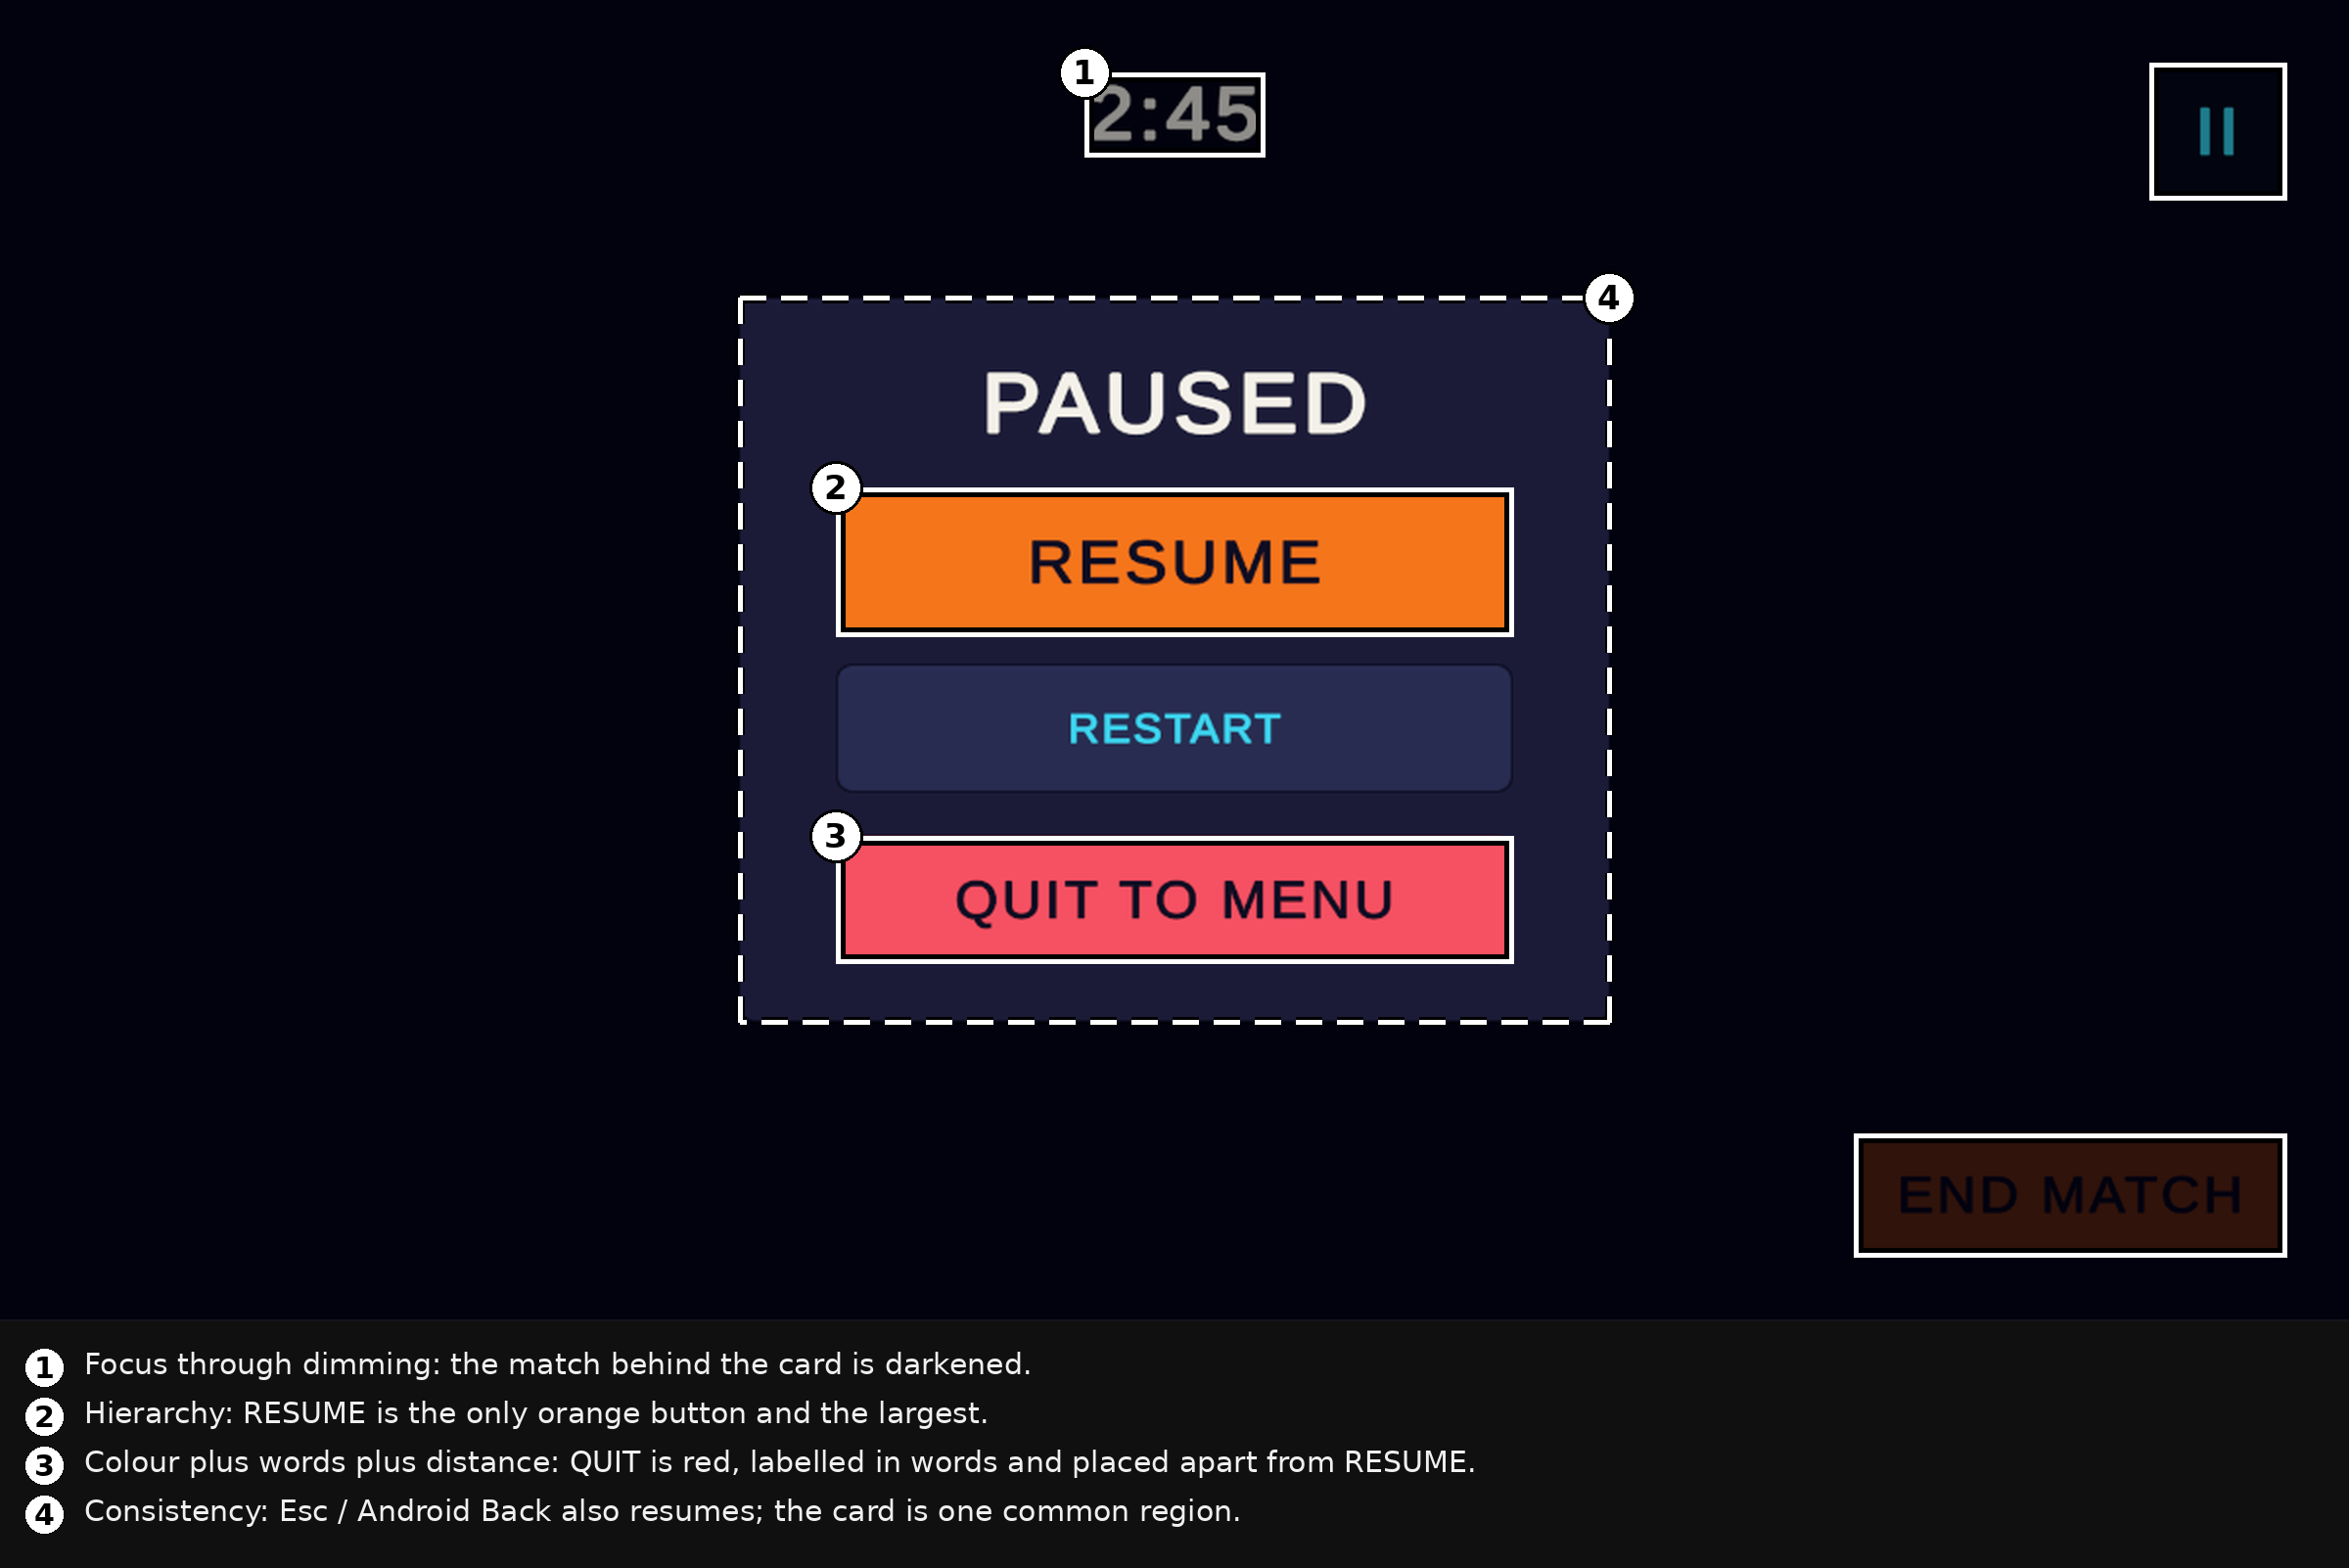 1
2:45
4
PAUSED
2
RESUME
RESTART
3
QUIT TO MENU
END MATCH
1 Focus through dimming: the match behind the card is darkened.
2 Hierarchy: RESUME is the only orange button and the largest.
3 Colour plus words plus distance: QUIT is red, labelled in words and placed apart from RESUME.
4 Consistency: Esc / Android Back also resumes; the card is one common region.